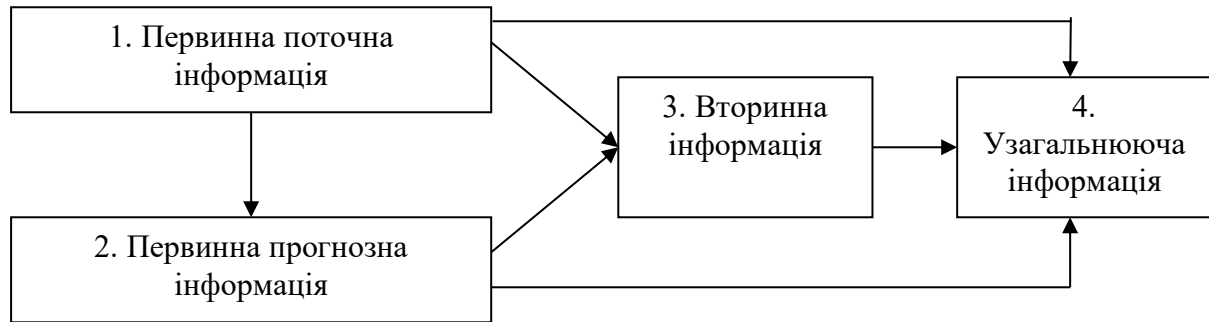 1. Первинна поточна
інформація
3. Вторинна
інформація
4.
Узагальнююча
інформація
2. Первинна прогнозна
інформація